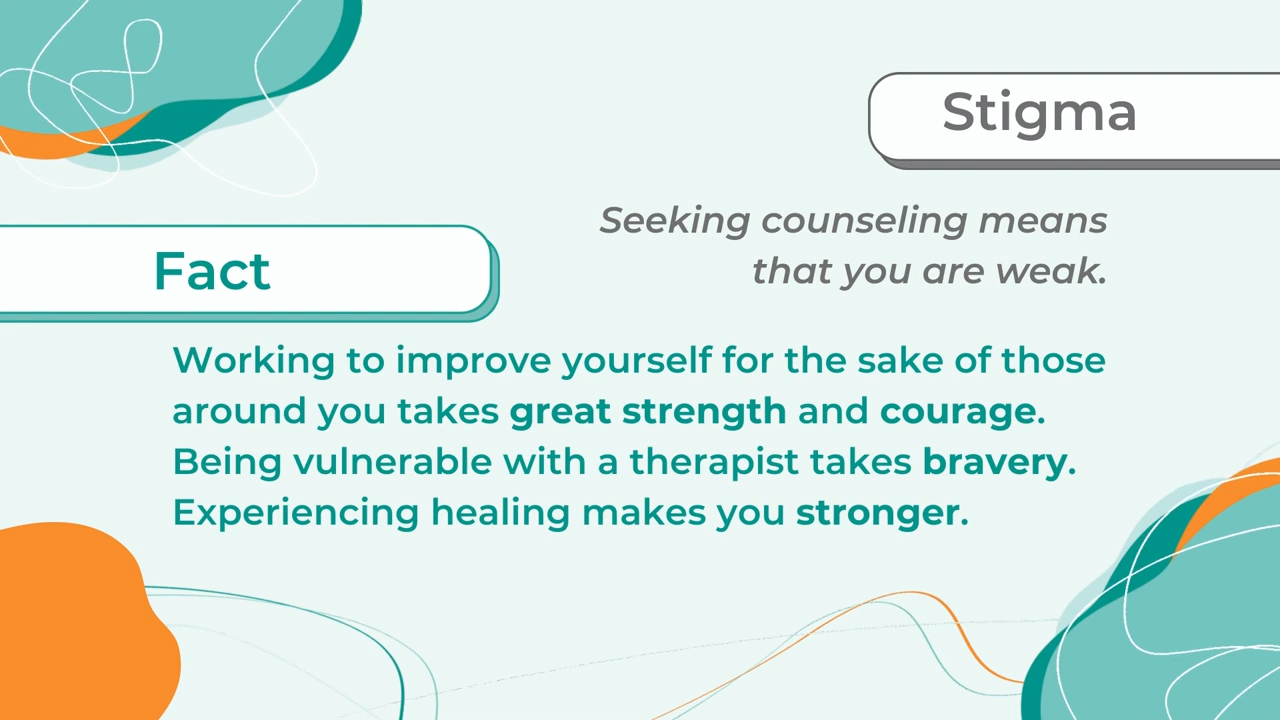 Stigma
Seeking counseling means
that you are weak.
Fact
Working to improve yourself for the sake of those
around you takes great strength and courage.
Being vulnerable with a therapist takes bravery.
Experiencing healing makes you stronger.